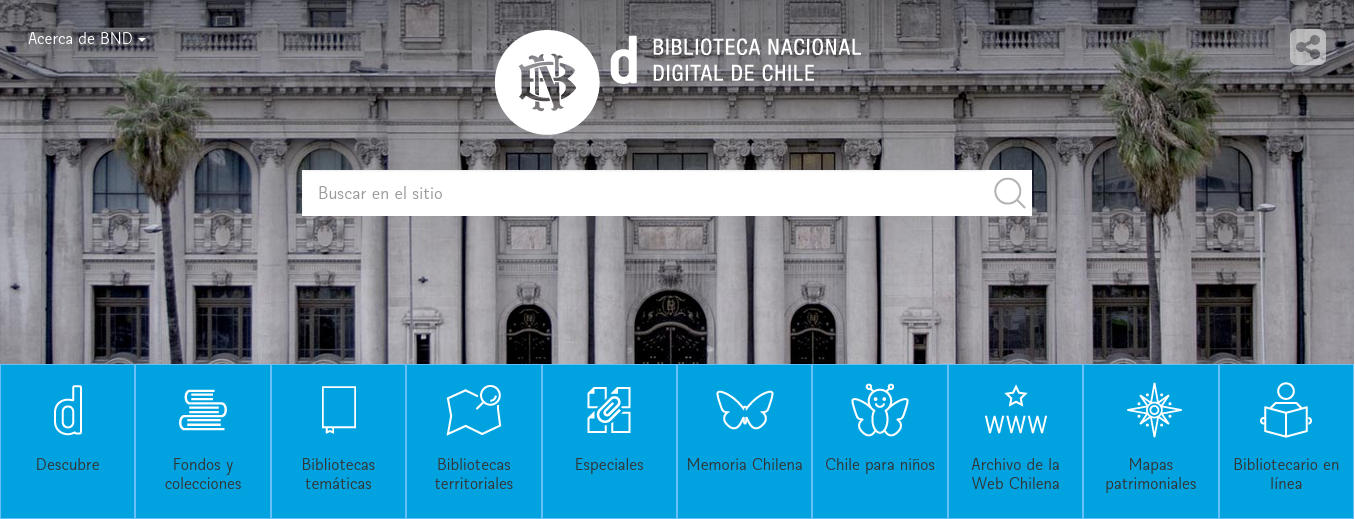 Acerca de BND
BNd
d
BIBLIOTECA NACIONAL
DIGITAL DE CHILE
Buscar en el sitio
Descubre
Fondos y
colecciones
Bibliotecas
temáticas
Bibliotecas
territoriales
Especiales
Memoria Chilena
Chile para niños
WWW
Archivo de la
Web Chilena
Mapas
patrimoniales
Bibliotecario en
línea